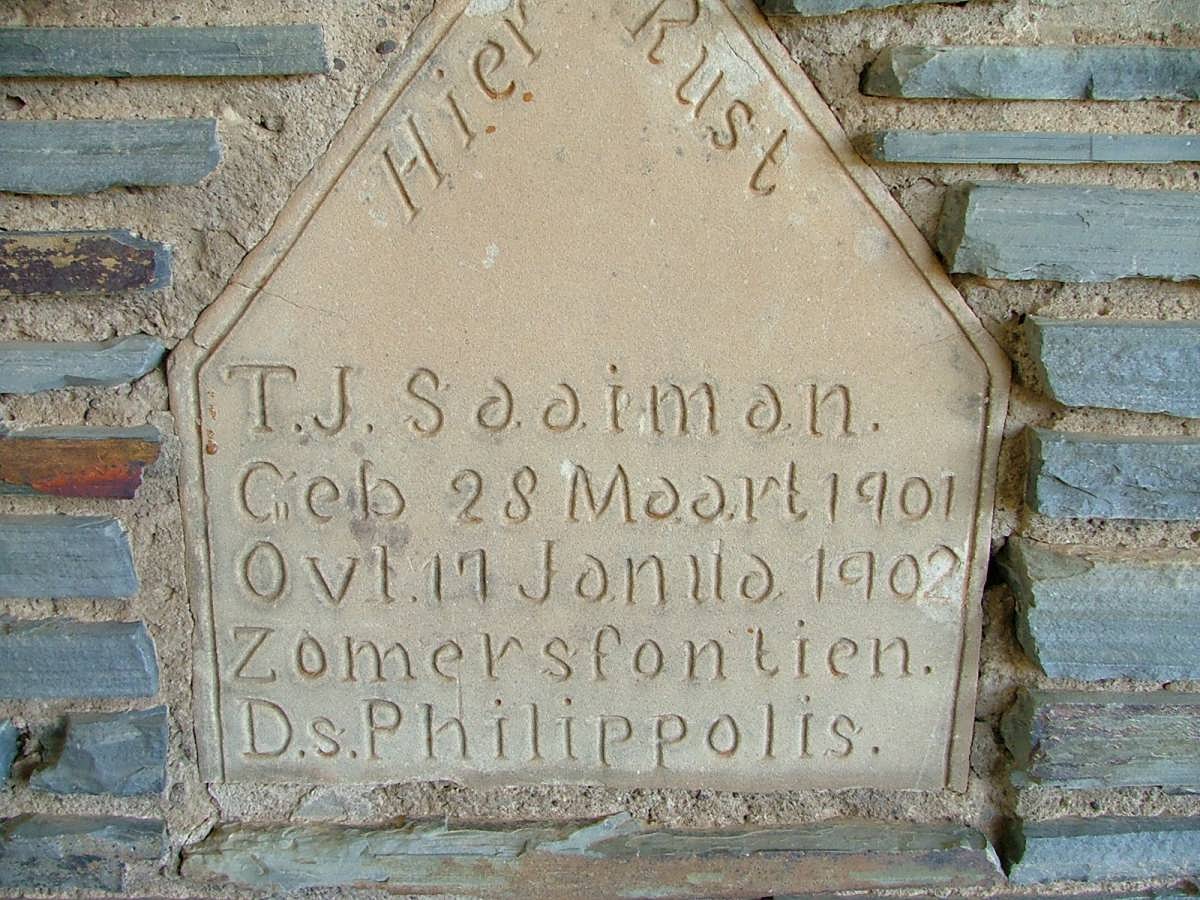 Hier Rust
T.J. Saaiman.
Geb 28 Maart 1901
Ovl. 17 Janua 1902
Zomersfontien.
D.s. Philippolis.